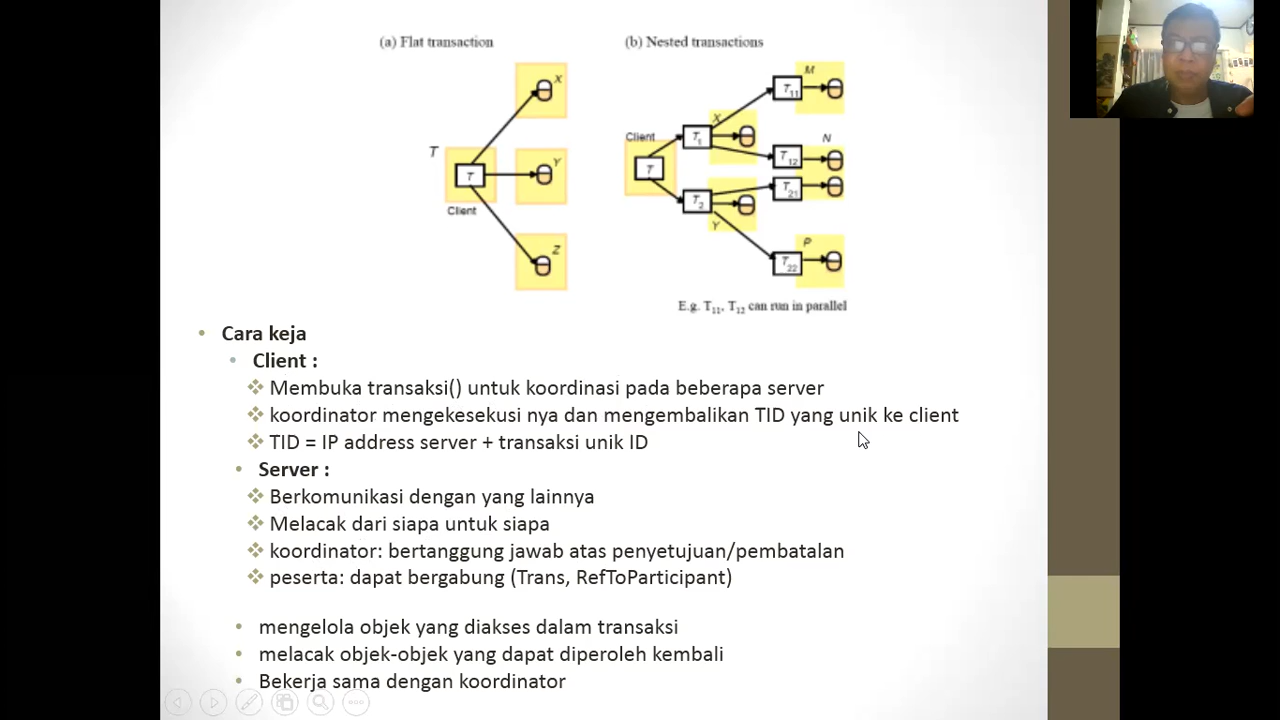 (a) Flat transaction
(b) Nested transactions
X
T
T
Y
Client
Z
Client
T
T1
X
T2
Y
T11
M
T12
N
T21
T22
P
E.g. T11, T12 can run in parallel
• Cara keja
• Client :
❖ Membuka transaksi() untuk koordinasi pada beberapa server
❖ koordinator mengekesekusi nya dan mengembalikan TID yang unik ke client
❖ TID = IP address server + transaksi unik ID
• Server :
❖ Berkomunikasi dengan yang lainnya
❖ Melacak dari siapa untuk siapa
❖ koordinator: bertanggung jawab atas penyetujuan/pembatalan
❖ peserta: dapat bergabung (Trans, RefToParticipant)
• mengelola objek yang diakses dalam transaksi
• melacak objek-objek yang dapat diperoleh kembali
• Bekerja sama dengan koordinator